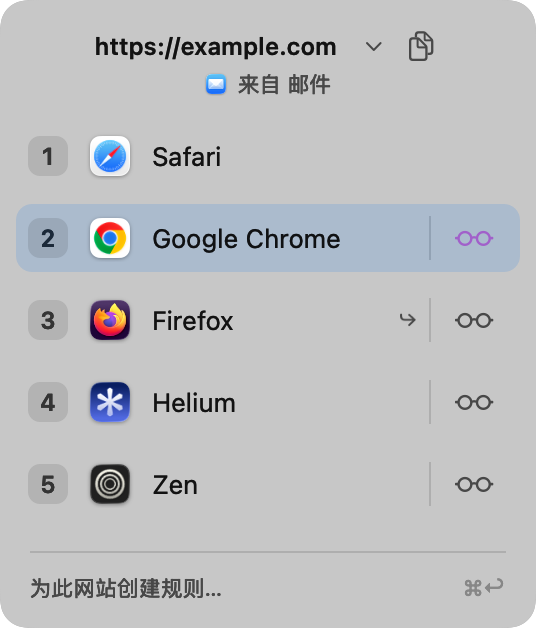 https://example.com
来自 邮件
1 Safari
2 Google Chrome
3 Firefox
4 Helium
5 Zen
为此网站创建规则... ⌘↩